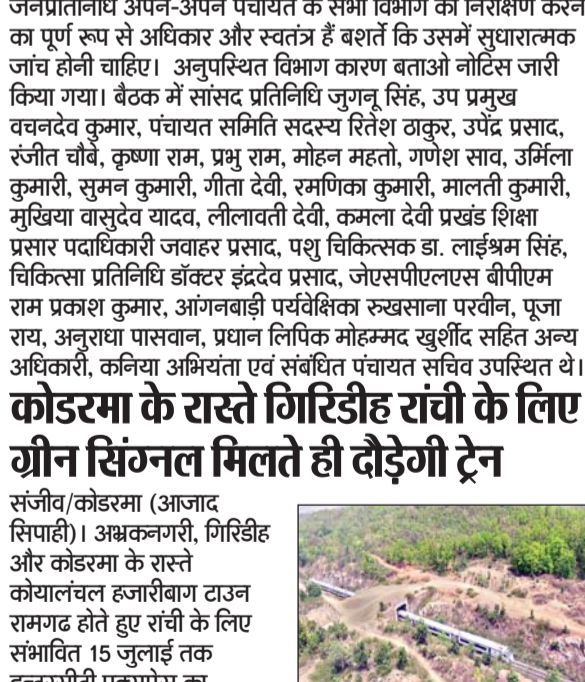 जनप्रतिनिधि अपने-अपने पंचायत के सभी विभाग का निरीक्षण करने
का पूर्ण रूप से अधिकार और स्वतंत्र हैं बशर्ते कि उसमें सुधारात्मक
जांच होनी चाहिए। अनुपस्थित विभाग कारण बताओ नोटिस जारी
किया गया। बैठक में सांसद प्रतिनिधि जुगनू सिंह, उप प्रमुख
वचनदेव कुमार, पंचायत समिति सदस्य रितेश ठाकुर, उपेंद्र प्रसाद,
रंजीत चौबे, कृष्णा राम, प्रभु राम, मोहन महतो, गणेश साव, उर्मिला
कुमारी, सुमन कुमारी, गीता देवी, रमणिका कुमारी, मालती कुमारी,
मुखिया वासुदेव यादव, लीलावती देवी, कमला देवी प्रखंड शिक्षा
प्रसार पदाधिकारी जवाहर प्रसाद, पशु चिकित्सक डा. लाईश्रम सिंह,
चिकित्सा प्रतिनिधि डॉक्टर इंद्रदेव प्रसाद, जेएसपीएलएस बीपीएम
राम प्रकाश कुमार, आंगनबाड़ी पर्यवेक्षिका रुखसाना परवीन, पूजा
राय, अनुराधा पासवान, प्रधान लिपिक मोहम्मद खुर्शीद सहित अन्य
अधिकारी, कनिया अभियंता एवं संबंधित पंचायत सचिव उपस्थित थे।
कोडरमा के रास्ते गिरिडीह रांची के लिए
ग्रीन सिंग्नल मिलते ही दौड़ेगी ट्रेन
संजीव/कोडरमा (आजाद
सिपाही)। अभ्रकनगरी, गिरिडीह
और कोडरमा के रास्ते
कोयालंचल हजारीबाग टाउन
रामगढ होते हुए रांची के लिए
संभावित 15 जुलाई तक